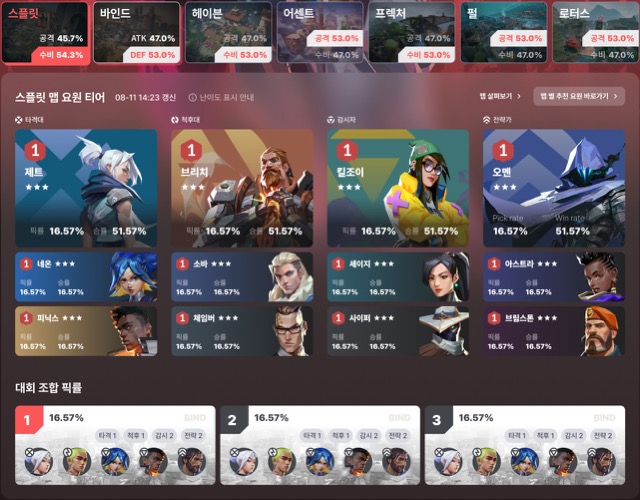 스플릿
바인드
헤이븐
어센트
프렉처
펄
로터스
공격 45.7%
ATK 47.0%
공격 47.0%
공격 53.0%
공격 47.0%
공격 53.0%
공격 53.0%
수비 54.3%
DEF 53.0%
수비 53.0%
수비 47.0%
수비 53.0%
수비 47.0%
수비 47.0%
스플릿 맵 요원 티어
08-11 14:23 갱신
난이도 표시 안내
맵 살펴보기
맵 별 추천 요원 바로가기
타격대
척후대
감시자
전략가
1
제트
★★★
픽률 16.57% 승률 51.57%
1
브리치
★★★
픽률 16.57% 승률 51.57%
1
킬조이
★★★
픽률 16.57% 승률 51.57%
1
오멘
★★★
Pick rate Win rate
16.57% 51.57%
1 네온 ★★★
픽률 승률
16.57% 16.57%
1 소바 ★★★
픽률 승률
16.57% 16.57%
1 세이지 ★★★
픽률 승률
16.57% 16.57%
1 아스트라 ★★★
픽률 승률
16.57% 16.57%
1 피닉스 ★★★
픽률 승률
16.57% 16.57%
1 체임버 ★★★
픽률 승률
16.57% 16.57%
1 사이퍼 ★★★
픽률 승률
16.57% 16.57%
1 브림스톤 ★★★
픽률 승률
16.57% 16.57%
대회 조합 픽률
1 16.57% BIND
타격 1 척후 1 감시 2 전략 2
2 16.57% BIND
타격 1 척후 1 감시 2 전략 2
3 16.57% BIND
타격 1 척후 1 감시 2 전략 2